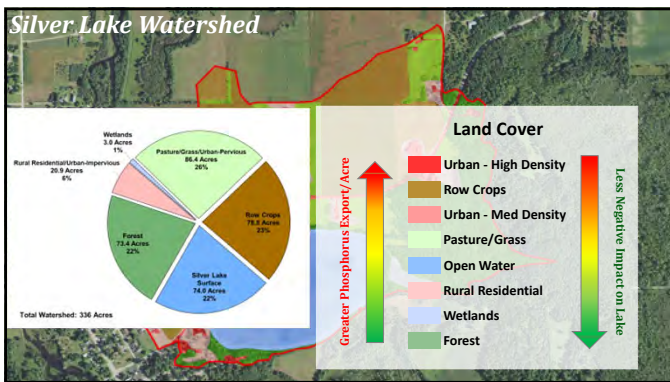 Silver Lake Watershed
Wetlands
3.0 Acres
1%
Pasture/Grass/Urban-Pervious
86.4 Acres
26%
Rural Residential/Urban-Impervious
20.9 Acres
6%
Row Crops
Acres
23%
Forest
73.4 Acres
22%
Silver Lake
Surface
74.0 Acres
22%
Total Watershed: 336 Acres
Land Cover
Urban - High Density
Row Crops
Urban - Med Density
Pasture/Grass
Open Water
Rural Residential
Wetlands
Forest
Greater Phosphorus Export/Acre
Less Negative Impact on Lake